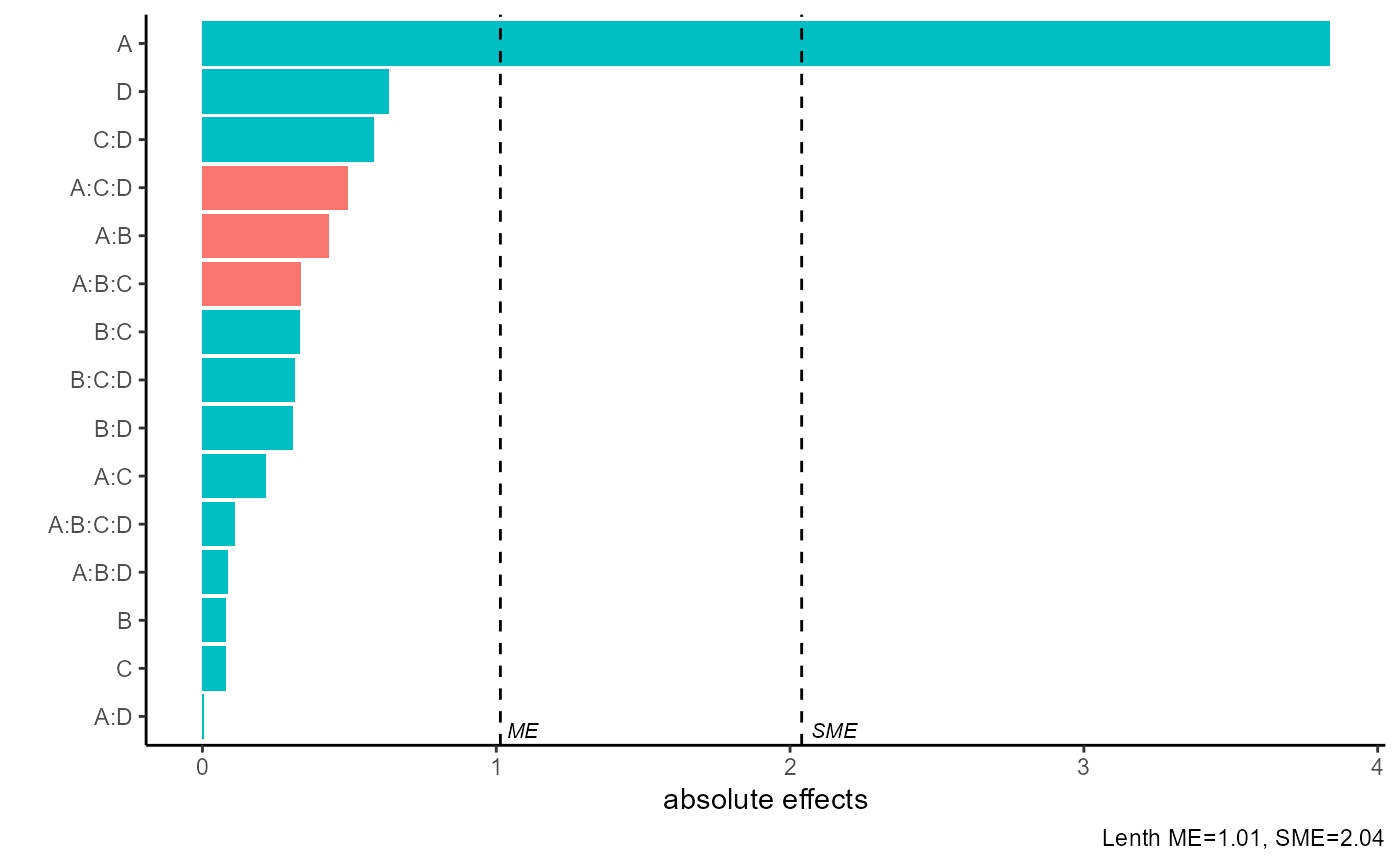 A
D
C:D
A:C:D
A:B
A:B:C
B:C
B:C:D
B:D
A:C
A:B:C:D
A:B:D
B
C
A:D
ME
SME
0
1
2
3
4
absolute effects
Lenth ME=1.01, SME=2.04